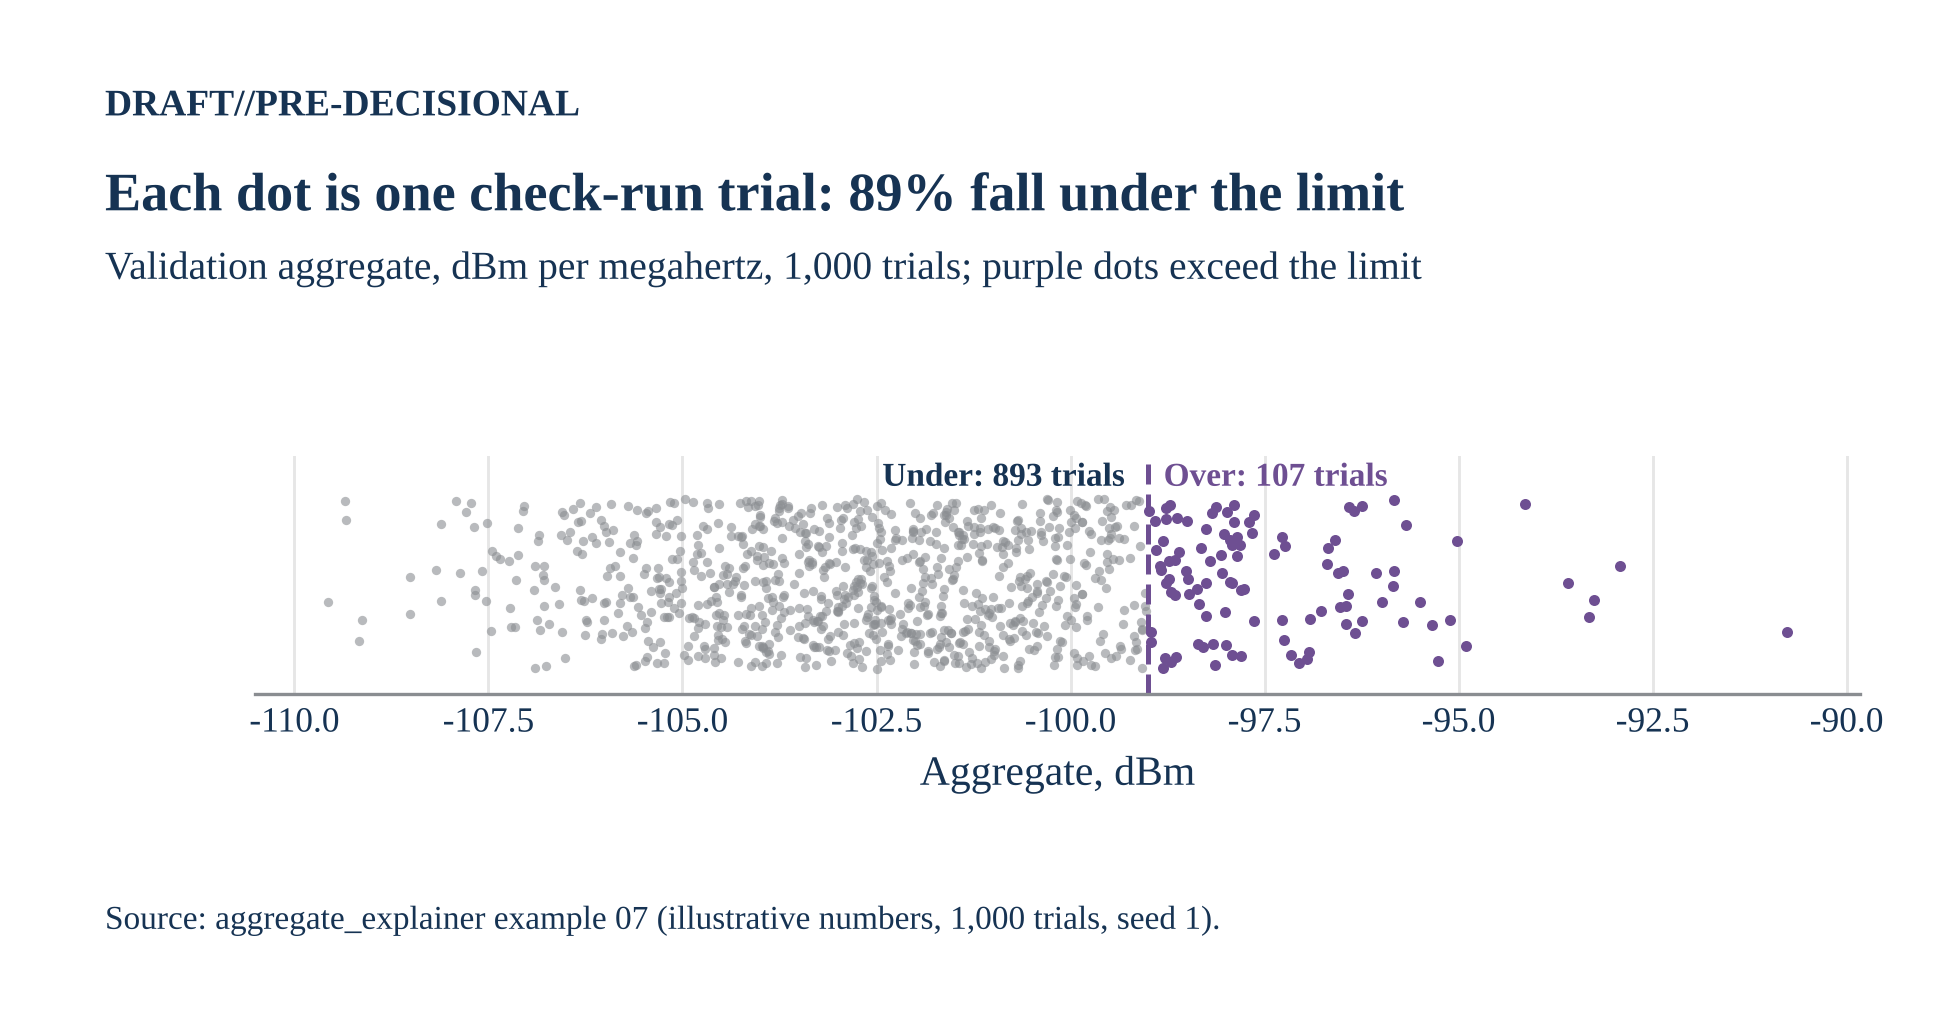 DRAFT//PRE-DECISIONAL
Each dot is one check-run trial: 89% fall under the limit
Validation aggregate, dBm per megahertz, 1,000 trials; purple dots exceed the limit
Under: 893 trials
Over: 107 trials
-110.0
-107.5
-105.0
-102.5
-100.0
-97.5
-95.0
-92.5
-90.0
Aggregate, dBm
Source: aggregate_explainer example 07 (illustrative numbers, 1,000 trials, seed 1).